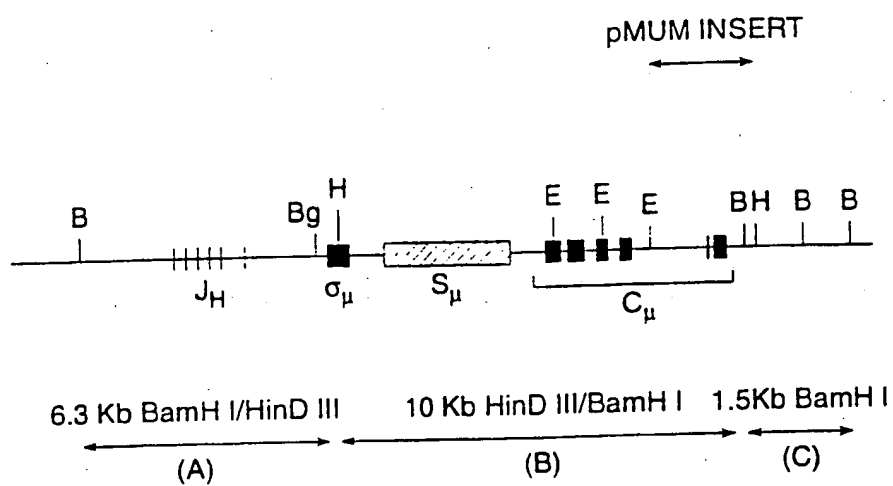 pMUM INSERT
B Bg H E E E B H B B
J_H σ_μ S_μ C_μ
6.3 Kb BamH I/HinD III 10 Kb HinD III/BamH I 1.5Kb BamH I
(A) (B) (C)